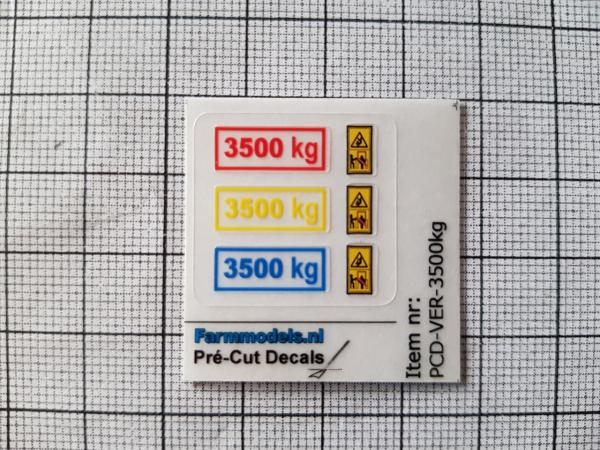 3500 kg
3500 kg
3500 kg
Farmmodels.nl
Pré-Cut Decals
Item nr:
PCD-VER-3500kg